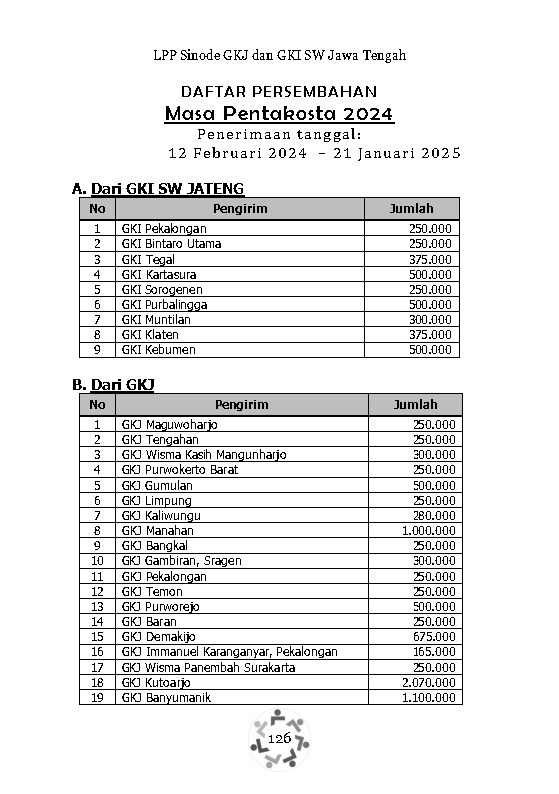 LPP Sinode GKJ dan GKI SW Jawa Tengah
DAFTAR PERSEMBAHAN
Masa Pentakosta 2024
Penerimaan tanggal:
12 Februari 2024 – 21 Januari 2025
A. Dari GKI SW JATENG
No Pengirim Jumlah
1 GKI Pekalongan 250.000
2 GKI Bintaro Utama 250.000
3 GKI Tegal 375.000
4 GKI Kartasura 500.000
5 GKI Sorogenen 250.000
6 GKI Purbalingga 500.000
7 GKI Muntilan 300.000
8 GKI Klaten 375.000
9 GKI Kebumen 500.000
B. Dari GKJ
No Pengirim Jumlah
1 GKJ Maguwoharjo 250.000
2 GKJ Tengahan 250.000
3 GKJ Wisma Kasih Mangunharjo 300.000
4 GKJ Purwokerto Barat 250.000
5 GKJ Gumulan 500.000
6 GKJ Limpung 250.000
7 GKJ Kaliwungu 280.000
8 GKJ Manahan 1.000.000
9 GKJ Bangkal 250.000
10 GKJ Gambiran, Sragen 300.000
11 GKJ Pekalongan 250.000
12 GKJ Temon 250.000
13 GKJ Purworejo 500.000
14 GKJ Baran 250.000
15 GKJ Demakijo 675.000
16 GKJ Immanuel Karanganyar, Pekalongan 165.000
17 GKJ Wisma Panembah Surakarta 250.000
18 GKJ Kutoarjo 2.070.000
19 GKJ Banyumanik 1.100.000
126